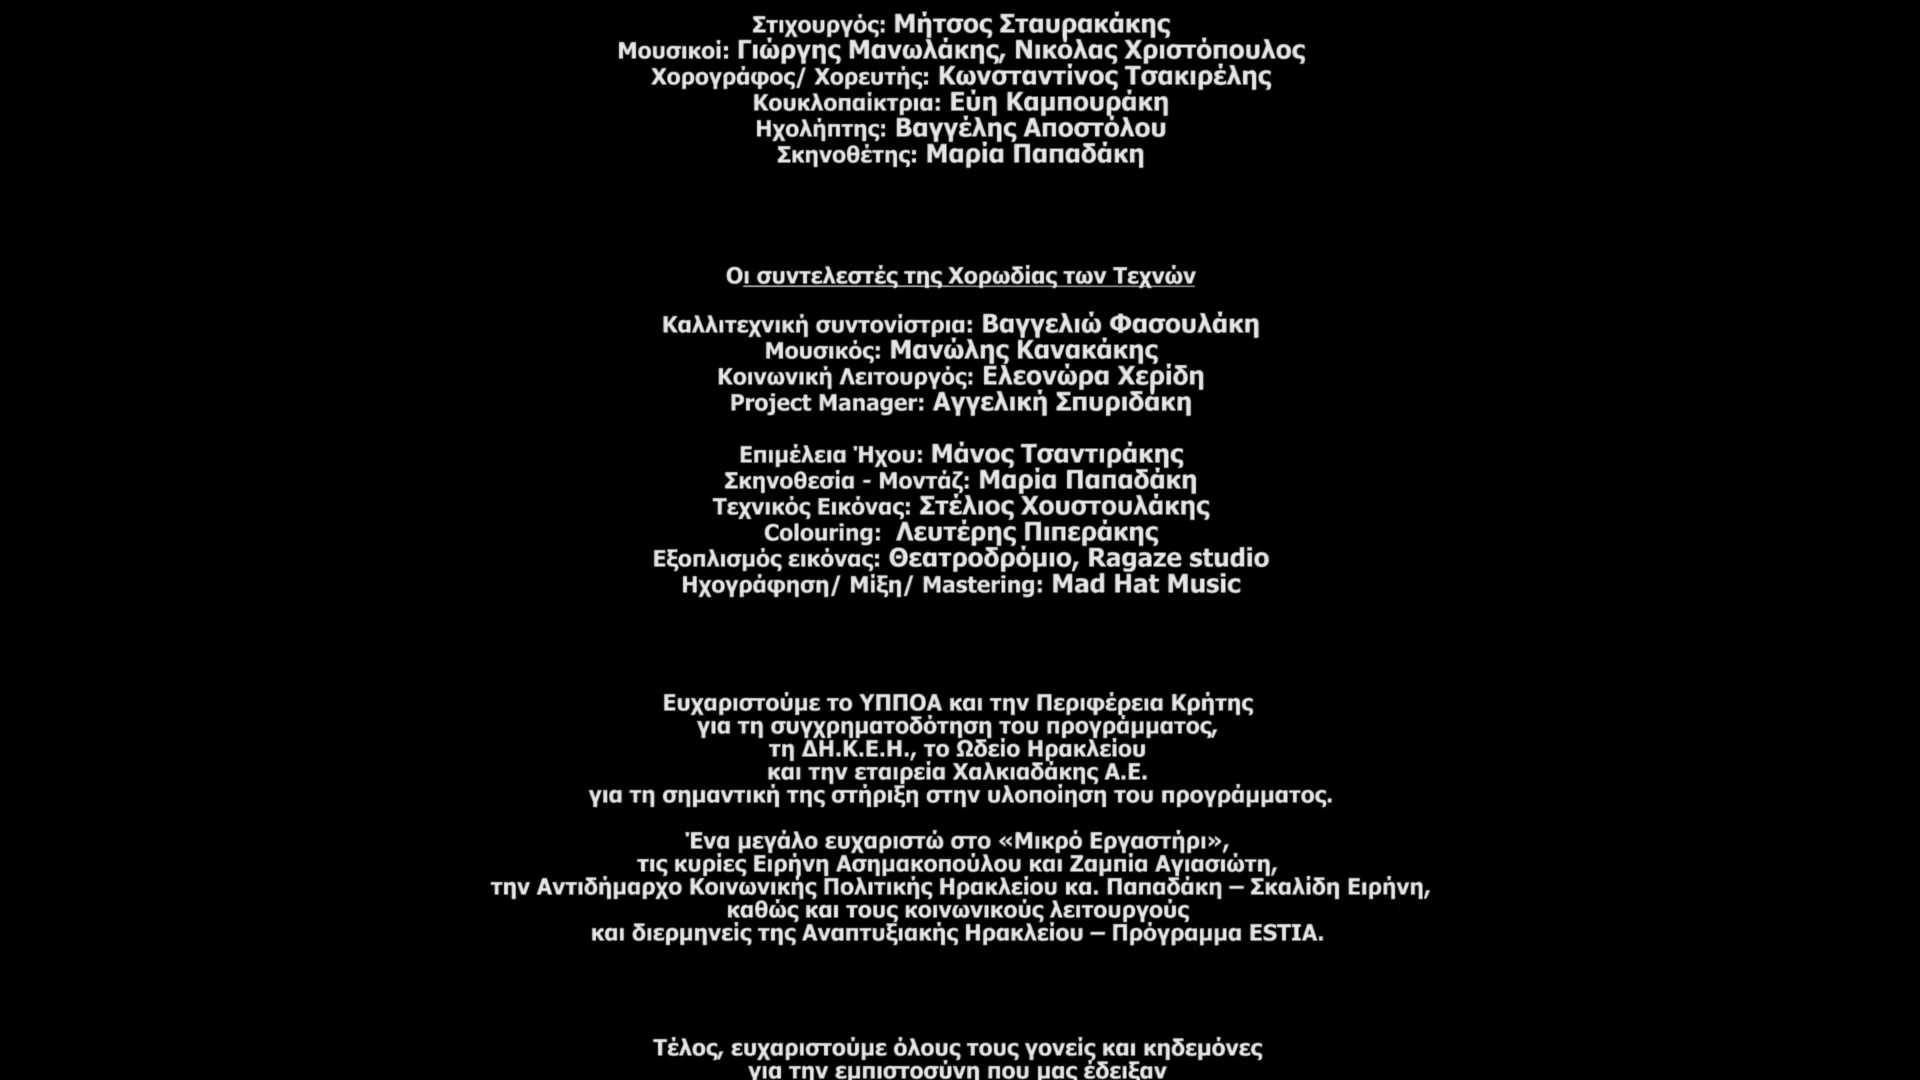 Στιχουργός: Μήτσος Σταυρακάκης
Μουσικοί: Γιώργης Μανωλάκης, Νικόλας Χριστόπουλος
Χορογράφος/ Χορευτής: Κωνσταντίνος Τσακιρέλης
Κουκλοπαίκτρια: Εύη Καμπουράκη
Ηχολήπτης: Βαγγέλης Αποστόλου
Σκηνοθέτης: Μαρία Παπαδάκη
Οι συντελεστές της Χορωδίας των Τεχνών
Καλλιτεχνική συντονίστρια: Βαγγελιώ Φασουλάκη
Μουσικός: Μανώλης Κανακάκης
Κοινωνική Λειτουργός: Ελεονώρα Χερίδη
Project Manager: Αγγελική Σπυριδάκη
Επιμέλεια Ήχου: Μάνος Τσαντιράκης
Σκηνοθεσία - Μοντάζ: Μαρία Παπαδάκη
Τεχνικός Εικόνας: Στέλιος Χουστουλάκης
Colouring:  Λευτέρης Πιπεράκης
Εξοπλισμός εικόνας: Θεατροδρόμιο, Ragaze studio
Ηχογράφηση/ Μίξη/ Mastering: Mad Hat Music
Ευχαριστούμε το ΥΠΠΟΑ και την Περιφέρεια Κρήτης
για τη συγχρηματοδότηση του προγράμματος,
τη ΔΗ.Κ.Ε.Η., το Ωδείο Ηρακλείου
και την εταιρεία Χαλκιαδάκης Α.Ε.
για τη σημαντική της στήριξη στην υλοποίηση του προγράμματος.
Ένα μεγάλο ευχαριστώ στο «Μικρό Εργαστήρι»,
τις κυρίες Ειρήνη Ασημακοπούλου και Ζαμπία Αγιασιώτη,
την Αντιδήμαρχο Κοινωνικής Πολιτικής Ηρακλείου κα. Παπαδάκη – Σκαλίδη Ειρήνη,
καθώς και τους κοινωνικούς λειτουργούς
και διερμηνείς της Αναπτυξιακής Ηρακλείου – Πρόγραμμα ESTIA.
Τέλος, ευχαριστούμε όλους τους γονείς και κηδεμόνες
για την εμπιστοσύνη που μας έδειξαν